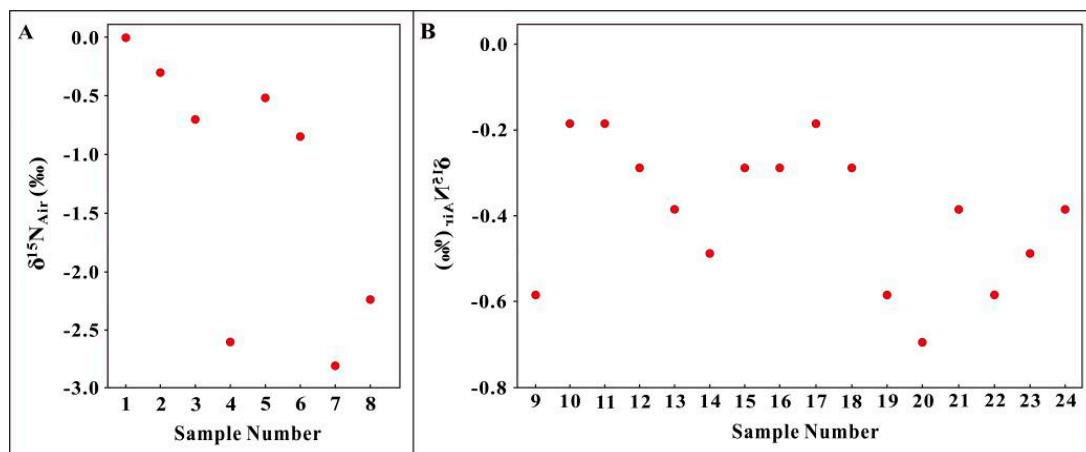 A
0.0
-0.5
-1.0
-1.5
-2.0
-2.5
-3.0
δ¹⁵N_Air (‰)
1 2 3 4 5 6 7 8
Sample Number
B
0.0
-0.2
-0.4
-0.6
-0.8
δ¹⁵N_Air (‰)
9 10 11 12 13 14 15 16 17 18 19 20 21 22 23 24
Sample Number